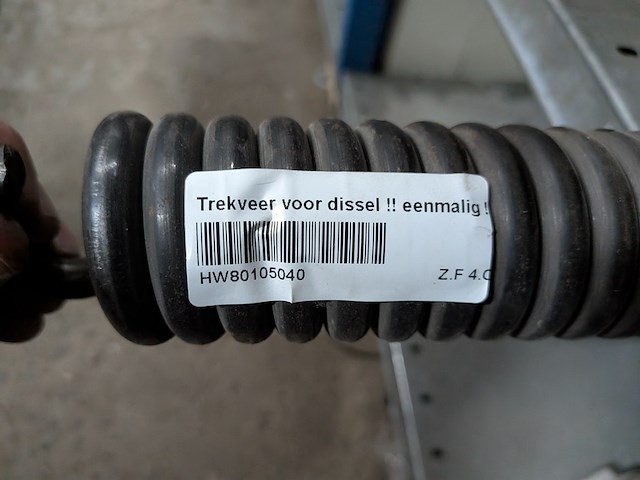 Trekveer voor dissel !! eenmalig !
HW80105040
Z.F 4.